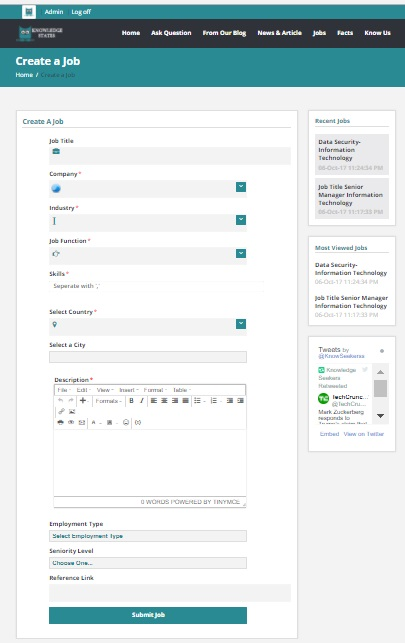 Admin Log off
KNOWLEDGE
STATES
Home Ask Question From Our Blog News & Article Jobs Facts Know Us
Create a Job
Home / Create a Job
Create A Job
Job Title
Company *
Industry *
Job Function *
Skills *
Seperate with ','
Select Country *
Select a City
Description *
File Edit View Insert Format Table
Formats B I
0 WORDS POWERED BY TINYMCE
Employment Type
Select Employment Type
Seniority Level
Choose One...
Reference Link
Submit Job
Recent Jobs
Data Security-
Information
Technology
06-Oct-17 11:24:34 PM
Job Title Senior
Manager Information
Technology
06-Oct-17 11:17:33 PM
Most Viewed Jobs
Data Security-
Information Technology
06-Oct-17 11:24:34 PM
Job Title Senior Manager
Information Technology
06-Oct-17 11:17:33 PM
Tweets by
@KnowSeekerss
Knowledge
Seekers
Retweeted
TechCrunc...
@TechCru...
Mark Zuckerberg
responds to
Embed View on Twitter